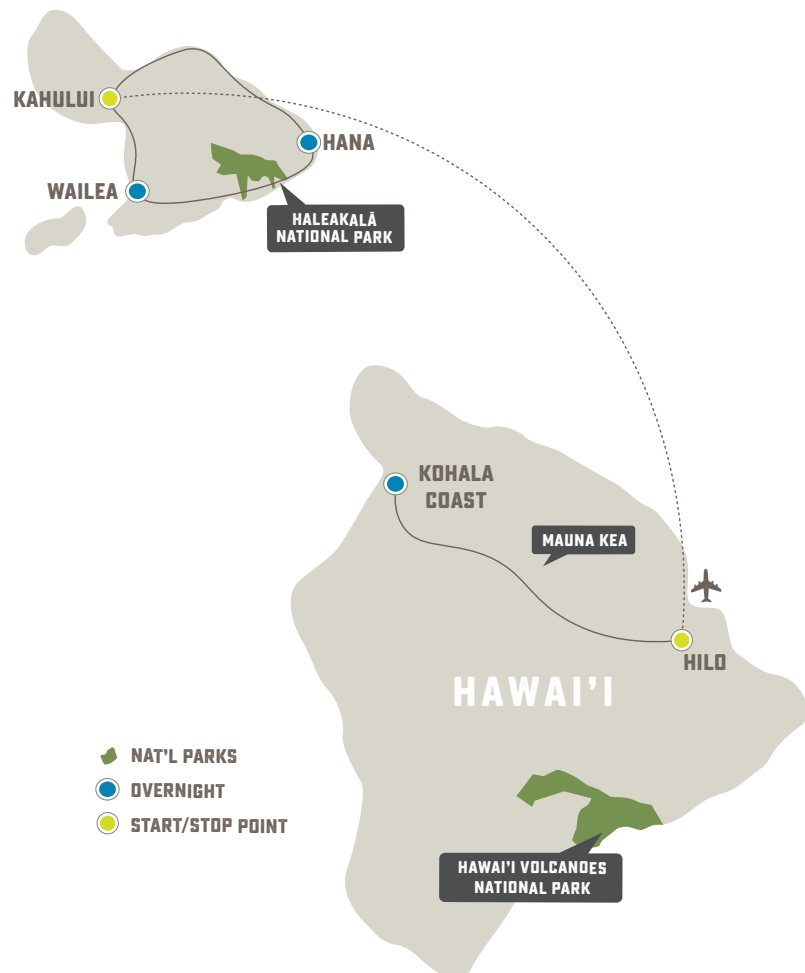 KAHULUI
HANA
WAILEA
HALEAKALĀ
NATIONAL PARK
KOHALA
COAST
MAUNA KEA
HILO
HAWAI'I
NAT'L PARKS
OVERNIGHT
START/STOP POINT
HAWAI'I VOLCANOES
NATIONAL PARK